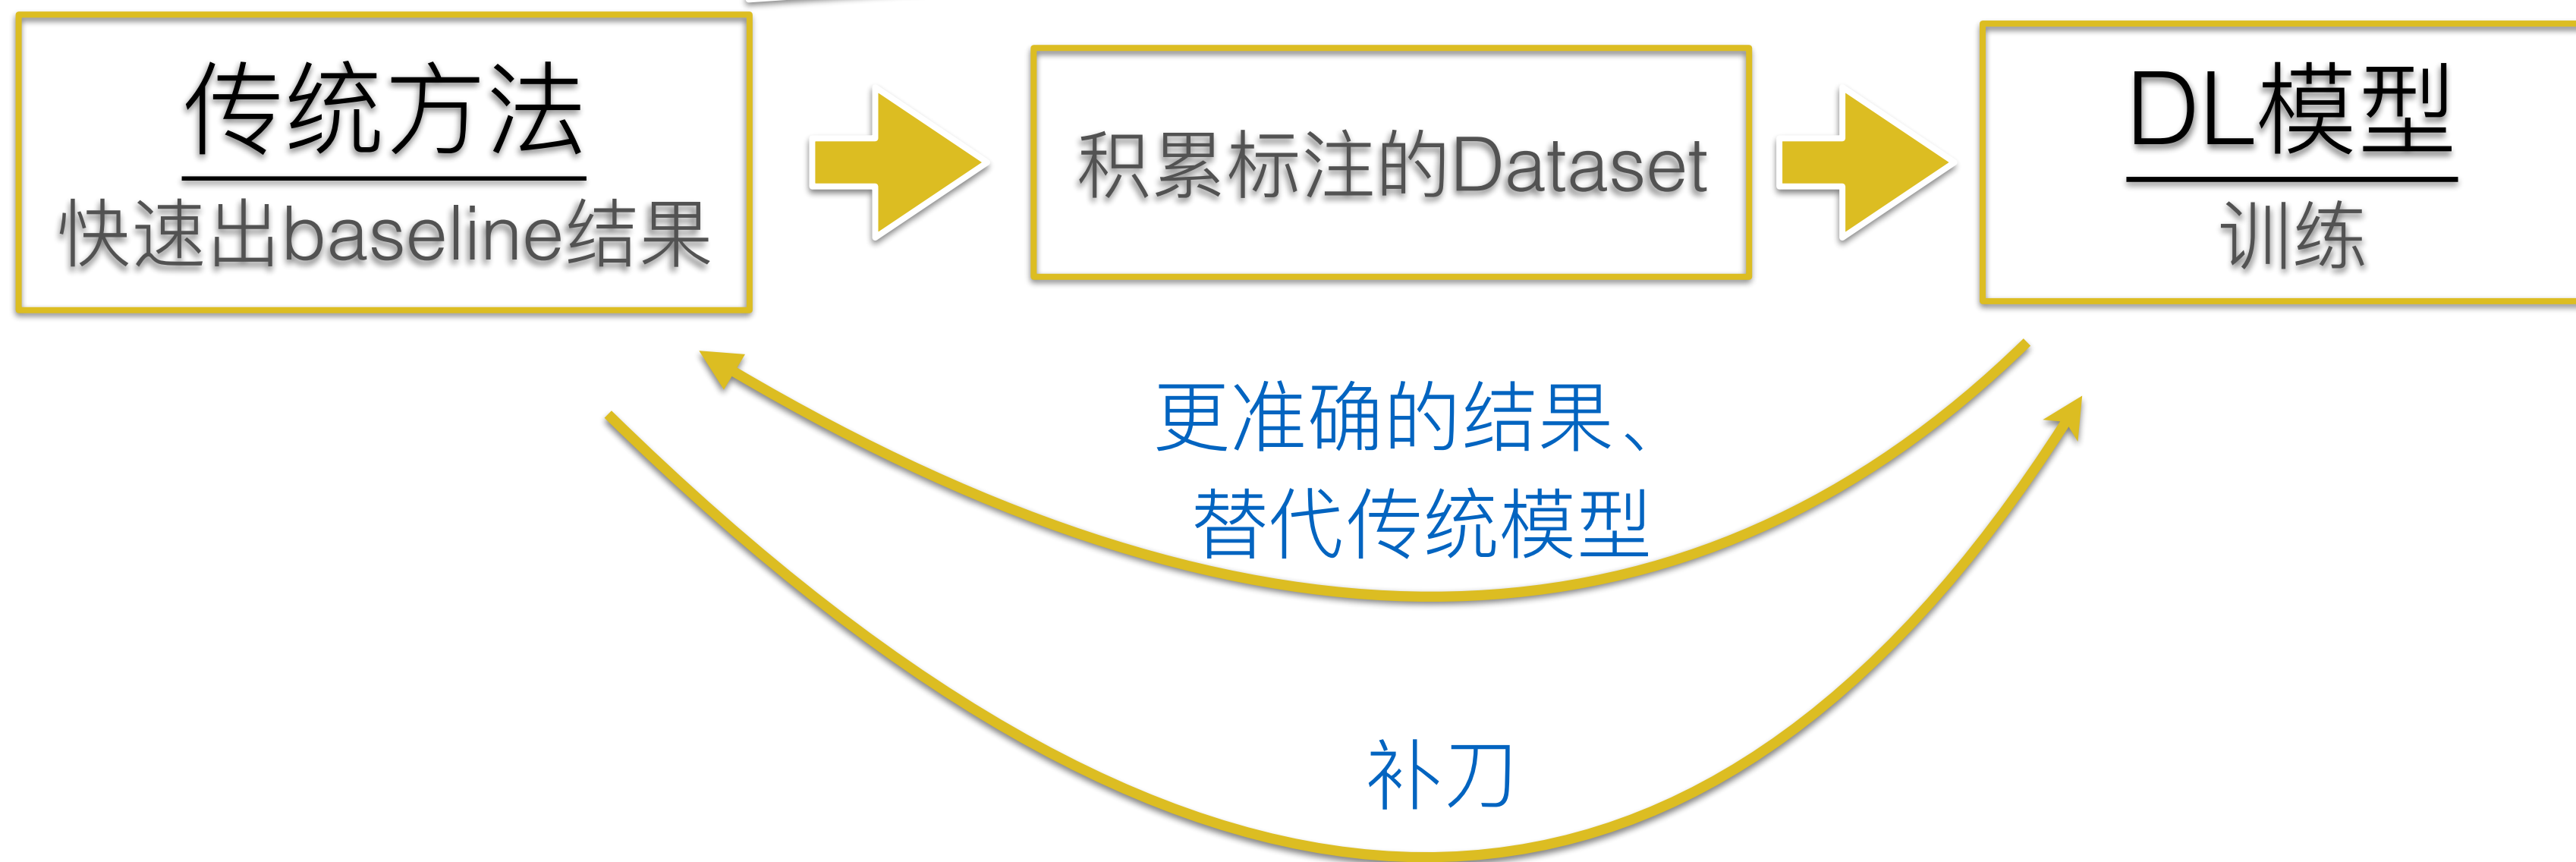 传统方法
快速出baseline结果
积累标注的Dataset
DL模型
训练
更准确的结果、
替代传统模型
补刀